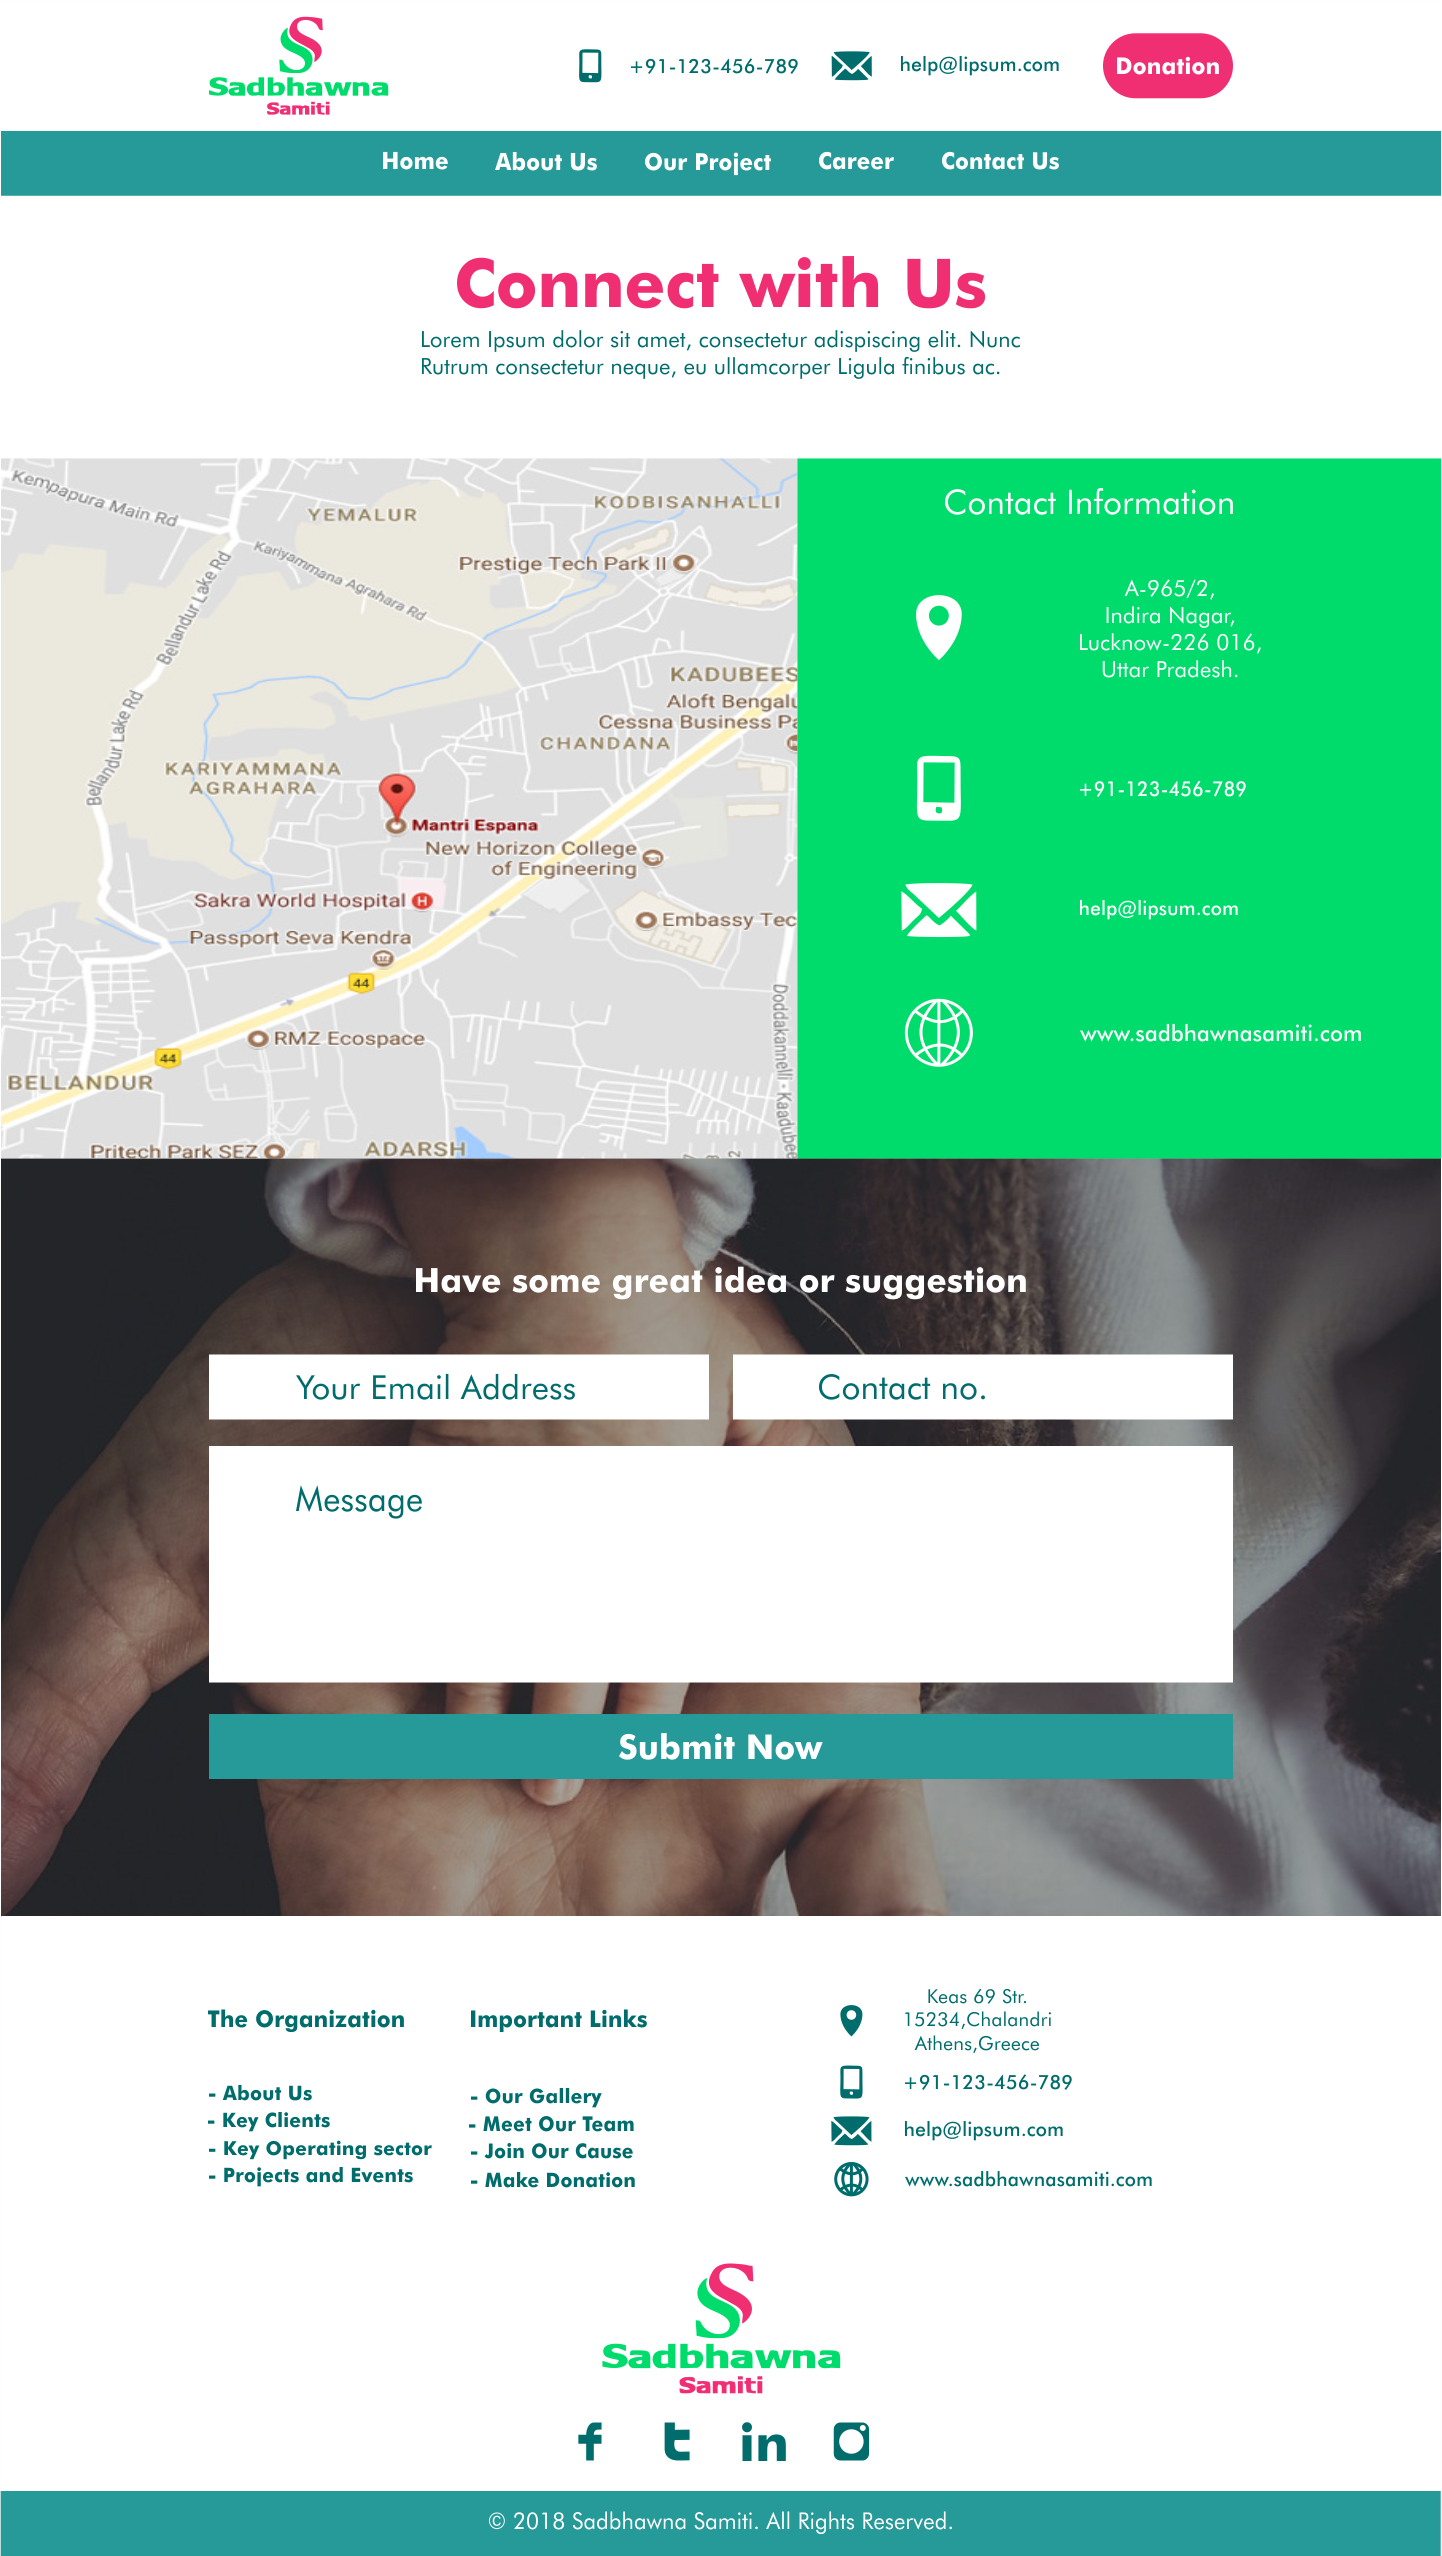 Sadbhawna
Samiti
+91-123-456-789
help@lipsum.com
Donation
Home
About Us
Our Project
Career
Contact Us
Connect with Us
Lorem Ipsum dolor sit amet, consectetur adispiscing elit. Nunc
Rutrum consectetur neque, eu ullamcorper Ligula finibus ac.
Kempapura Main Rd
YEMALUR
KODBISANHALLI
Kariyammana Agrahara Rd
Prestige Tech Park II
Bellandur Lake Rd
KADUBEES
Aloft Bengalu
Cessna Business Pa
CHANDANA
Bellandur Lake Rd
KARIYAMMANA
AGRAHARA
Mantri Espana
New Horizon College
of Engineering
Sakra World Hospital
H
Embassy Tec
Passport Seva Kendra
44
RMZ Ecospace
44
BELLANDUR
Doddakannelli - Kaadubee
Pritech Park SEZ
ADARSH
Contact Information
A-965/2,
Indira Nagar,
Lucknow-226 016,
Uttar Pradesh.
+91-123-456-789
help@lipsum.com
www.sadbhawnasamiti.com
Have some great idea or suggestion
Your Email Address
Contact no.
Message
Submit Now
The Organization
- About Us
- Key Clients
- Key Operating sector
- Projects and Events
Important Links
- Our Gallery
- Meet Our Team
- Join Our Cause
- Make Donation
Keas 69 Str.
15234,Chalandri
Athens,Greece
+91-123-456-789
help@lipsum.com
www.sadbhawnasamiti.com
Sadbhawna
Samiti
© 2018 Sadbhawna Samiti. All Rights Reserved.